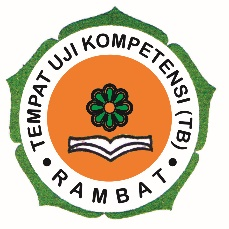 TEMPAT UJI KOMPETENSI (TB)
RAMBAT